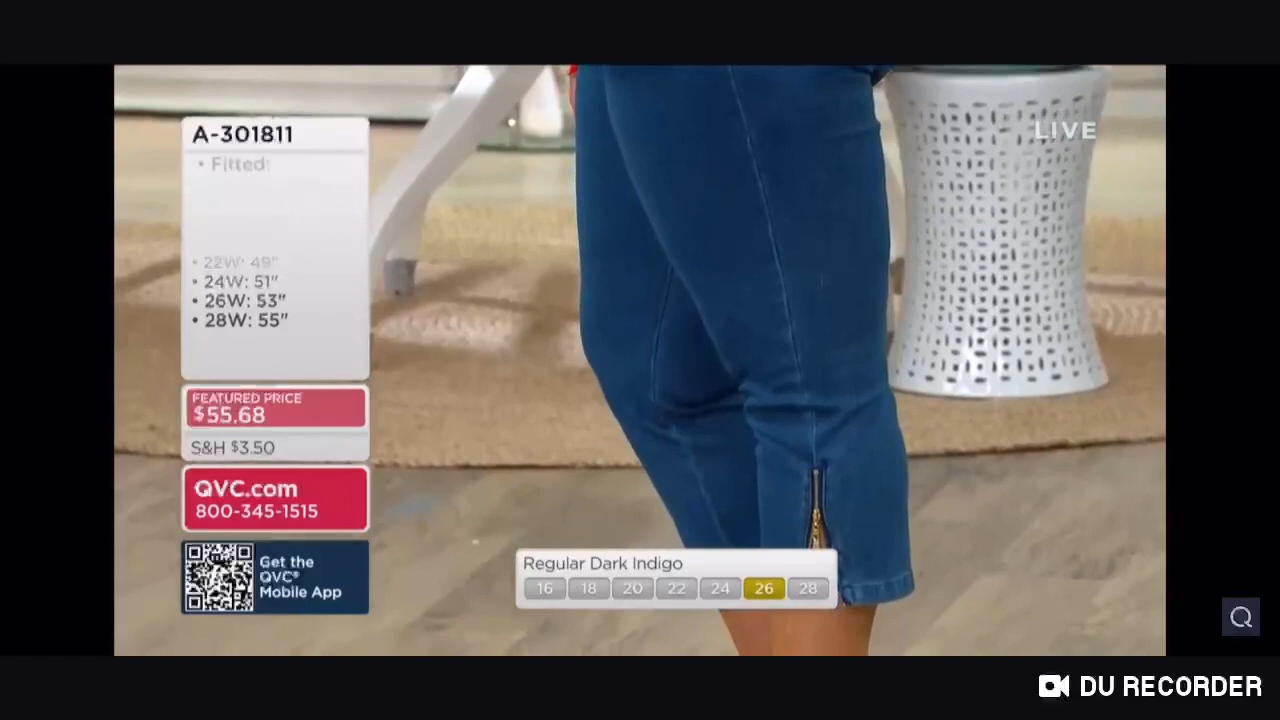 A-301811
• Fitted:
• 22W: 49"
• 24W: 51"
• 26W: 53"
• 28W: 55"
FEATURED PRICE
$55.68
S&H $3.50
QVC.com
800-345-1515
Get the
QVC®
Mobile App
Regular Dark Indigo
16 18 20 22 24 26 28
LIVE
Q
DU RECORDER